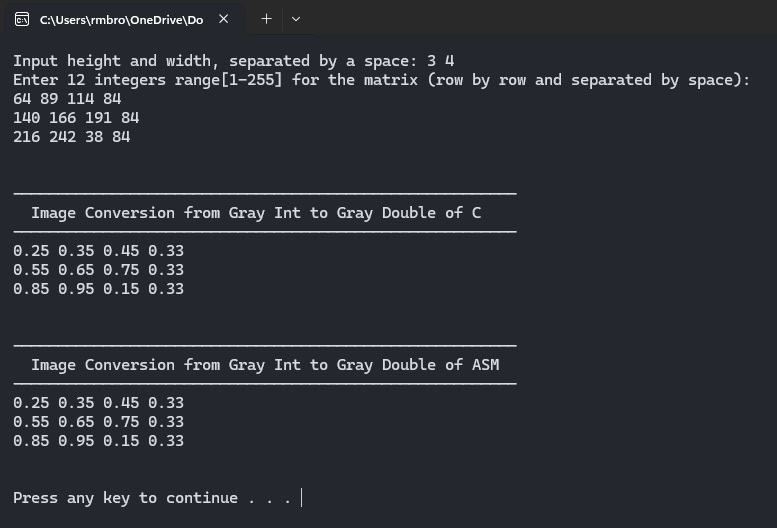 C:\Users\rmbro\OneDrive\Do
Input height and width, separated by a space: 3 4
Enter 12 integers range[1-255] for the matrix (row by row and separated by space):
64 89 114 84
140 166 191 84
216 242 38 84
Image Conversion from Gray Int to Gray Double of C
0.25 0.35 0.45 0.33
0.55 0.65 0.75 0.33
0.85 0.95 0.15 0.33
Image Conversion from Gray Int to Gray Double of ASM
0.25 0.35 0.45 0.33
0.55 0.65 0.75 0.33
0.85 0.95 0.15 0.33
Press any key to continue . . .